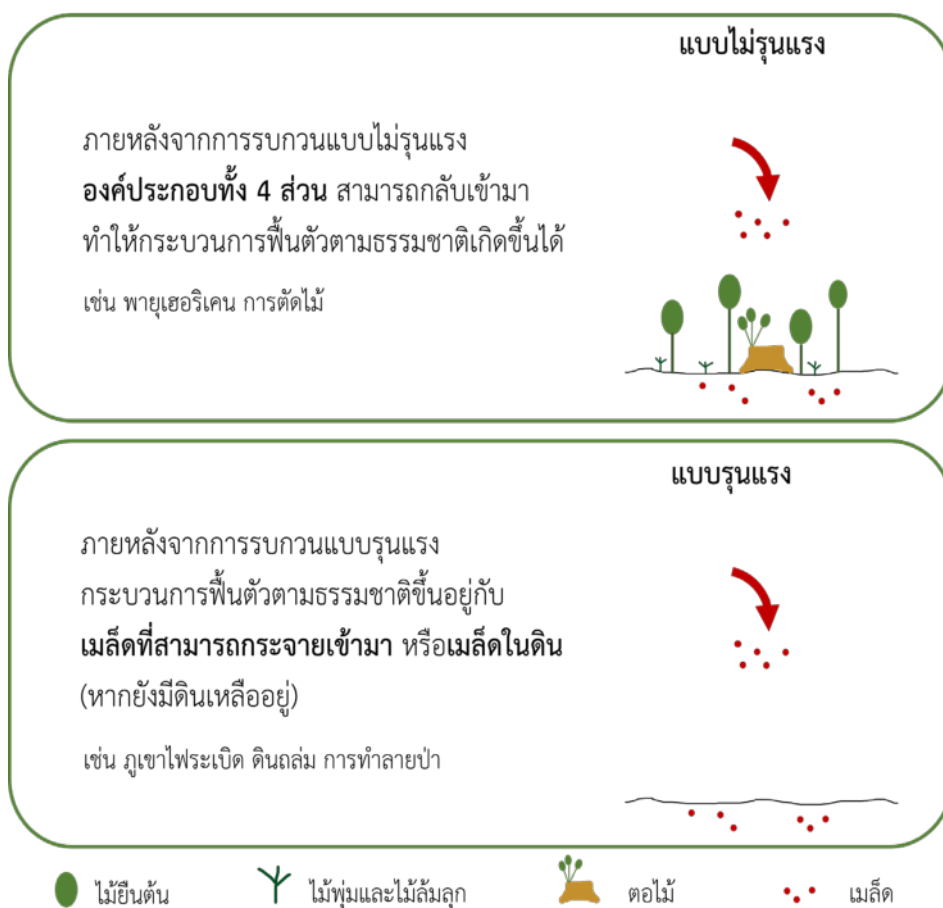 แบบไม่รุนแรง
ภายหลังจากการรบกวนแบบไม่รุนแรง
องค์ประกอบทั้ง 4 ส่วน สามารถกลับเข้ามา
ทำให้กระบวนการฟื้นตัวตามธรรมชาติเกิดขึ้นได้
เช่น พายุเฮอริเคน การตัดไม้
แบบรุนแรง
ภายหลังจากการรบกวนแบบรุนแรง
กระบวนการฟื้นตัวตามธรรมชาติขึ้นอยู่กับ
เมล็ดที่สามารถกระจายเข้ามา หรือเมล็ดในดิน
(หากยังมีดินเหลืออยู่)
เช่น ภูเขาไฟระเบิด ดินถล่ม การทำลายป่า
ไม้ยืนต้น ไม้พุ่มและไม้ล้มลุก ตอไม้ เมล็ด